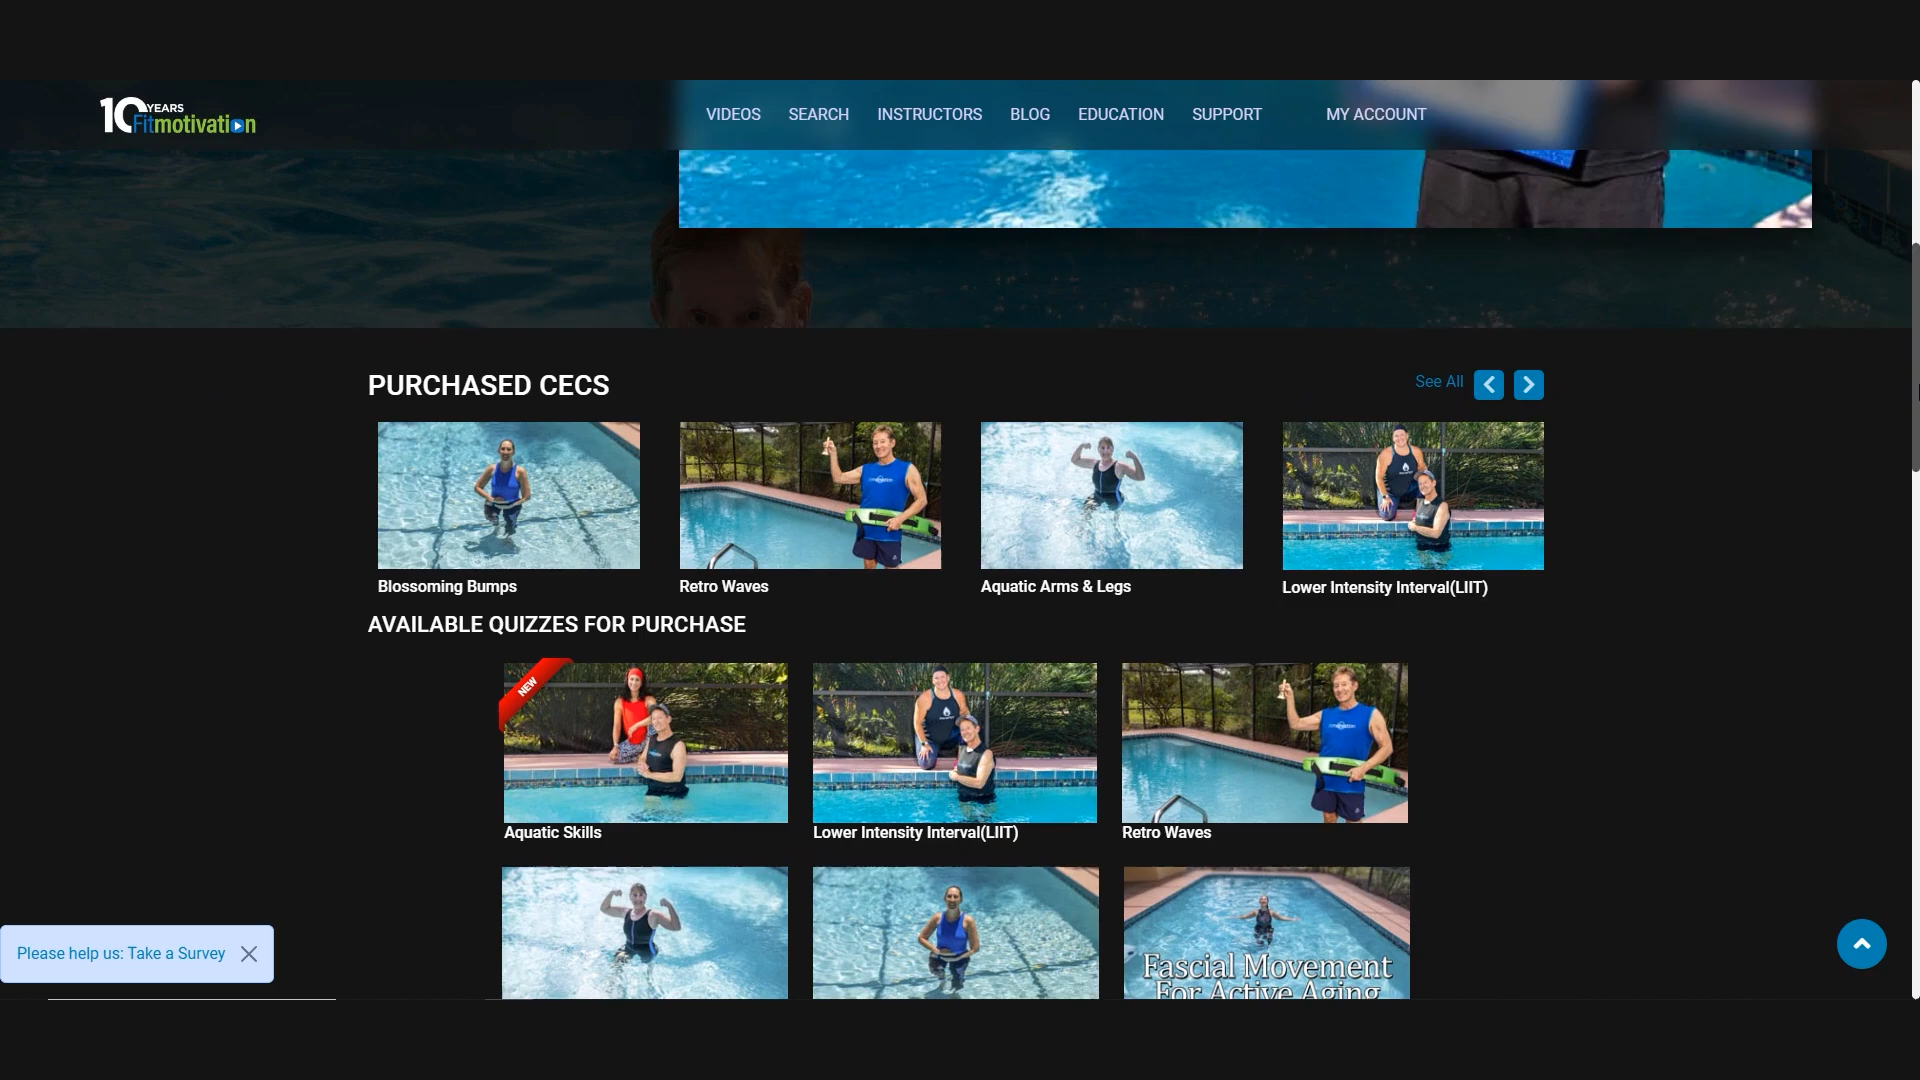 10 YEARS
Fitmotivation
VIDEOS SEARCH INSTRUCTORS BLOG EDUCATION SUPPORT MY ACCOUNT
PURCHASED CECS
See All
Blossoming Bumps
Retro Waves
Aquatic Arms & Legs
Lower Intensity Interval(LIIT)
AVAILABLE QUIZZES FOR PURCHASE
NEW
Aquatic Skills
Lower Intensity Interval(LIIT)
Retro Waves
Fascial Movement
For Active Aging
Please help us: Take a Survey